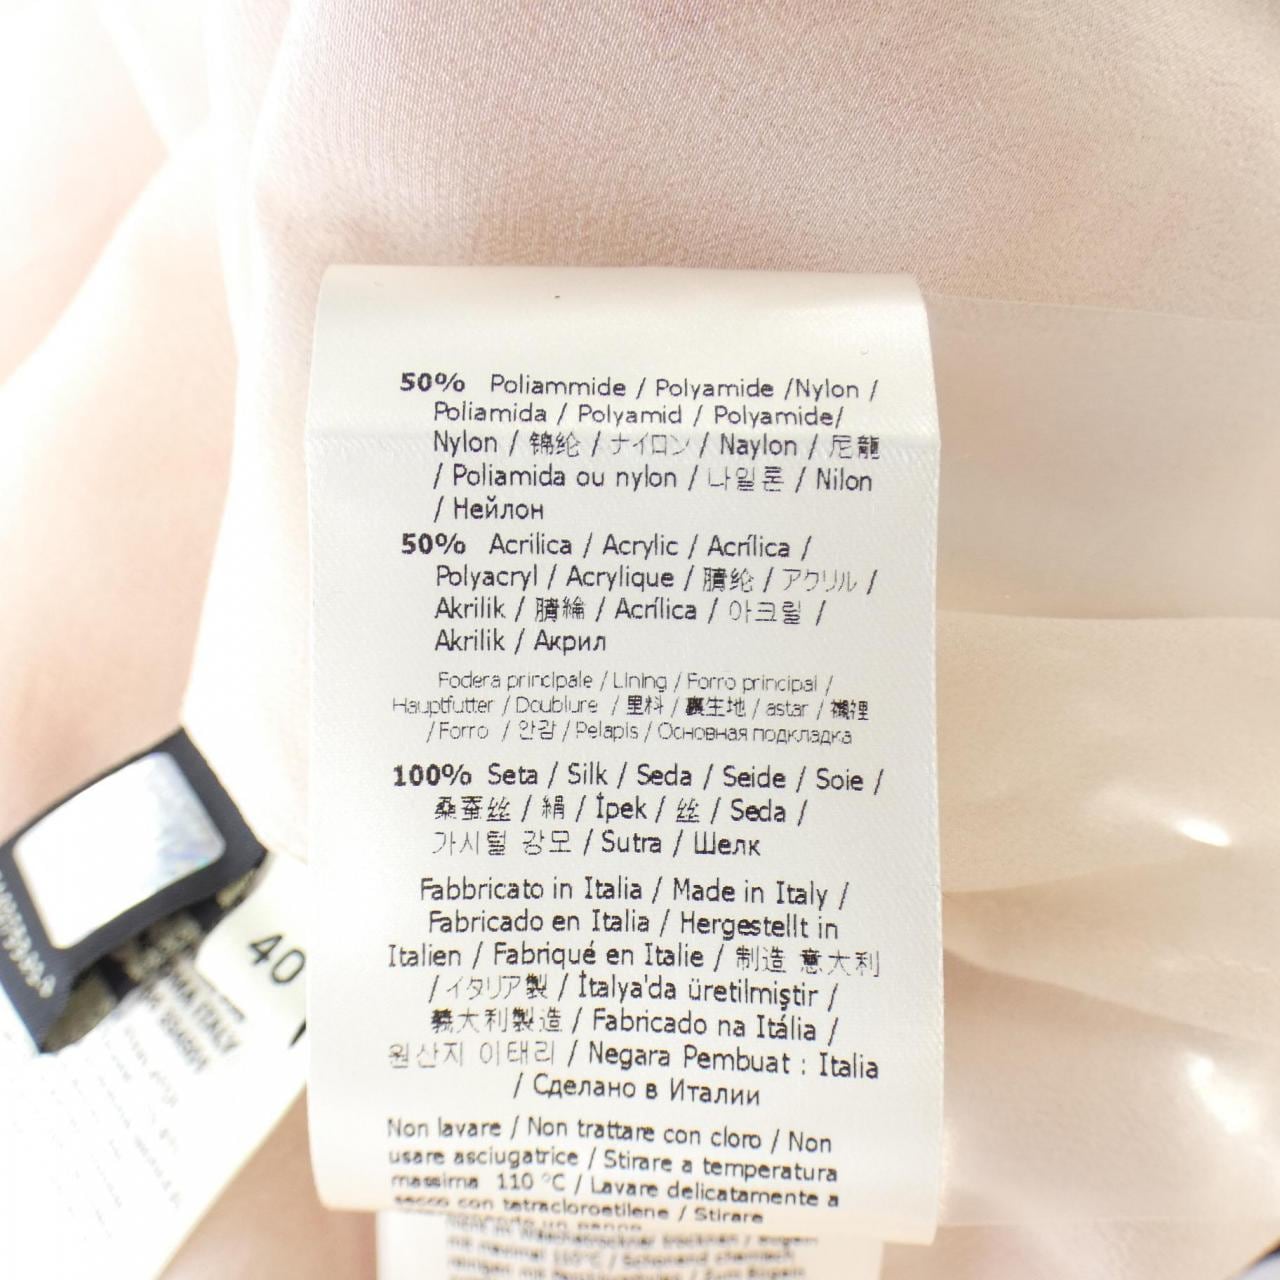 50% Poliammide / Polyamide /Nylon /
Poliamida / Polyamid / Polyamide/
Nylon / 锦纶 / ナイロン / Naylon / 尼龍
/ Poliamida ou nylon / 나일론 / Nilon
/ Нейлон
50% Acrilica / Acrylic / Acrílica /
Polyacryl / Acrylique / 腈纶 / アクリル /
Akrilik / 腈綸 / Acrílica / 아크릴 /
Akrilik / Акрил
Fodera principale / Lining / Forro principal /
Hauptfutter / Doublure / 里料 / 裏生地 / astar / 襯裡
/ Forro / 안감 / Pelapis / Основная подкладка
100% Seta / Silk / Seda / Seide / Soie /
桑蚕丝 / 絹 / İpek / 丝 / Seda /
가시털 강모 / Sutra / Шелк
Fabbricato in Italia / Made in Italy /
Fabricado en Italia / Hergestellt in
Italien / Fabriqué en Italie / 制造 意大利
/ イタリア製 / İtalya'da üretilmiştir /
義大利製造 / Fabricado na Itália /
원산지 이태리 / Negara Pembuat : Italia
/ Сделано в Италии
Non lavare / Non trattare con cloro / Non
usare asciugatrice / Stirare a temperatura
massima 110 °C / Lavare delicatamente a
secco con tetracloroetilene / Stirare
un panno
mit maximal 110°C / Schonend chemisch
40
ITALY